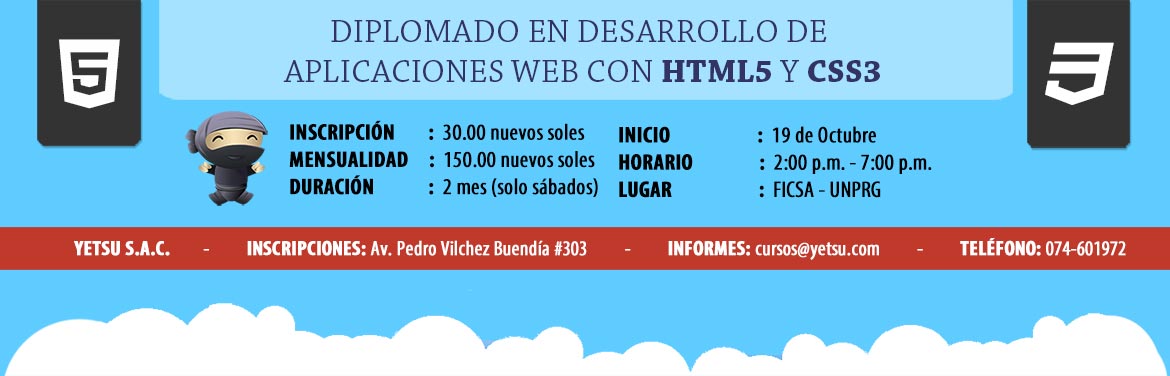 DIPLOMADO EN DESARROLLO DE
APLICACIONES WEB CON HTML5 Y CSS3
INSCRIPCIÓN : 30.00 nuevos soles
MENSUALIDAD : 150.00 nuevos soles
DURACIÓN : 2 mes (solo sábados)
INICIO : 19 de Octubre
HORARIO : 2:00 p.m. - 7:00 p.m.
LUGAR : FICSA - UNPRG
YETSU S.A.C. - INSCRIPCIONES: Av. Pedro Vilchez Buendía #303 - INFORMES: cursos@yetsu.com - TELÉFONO: 074-601972